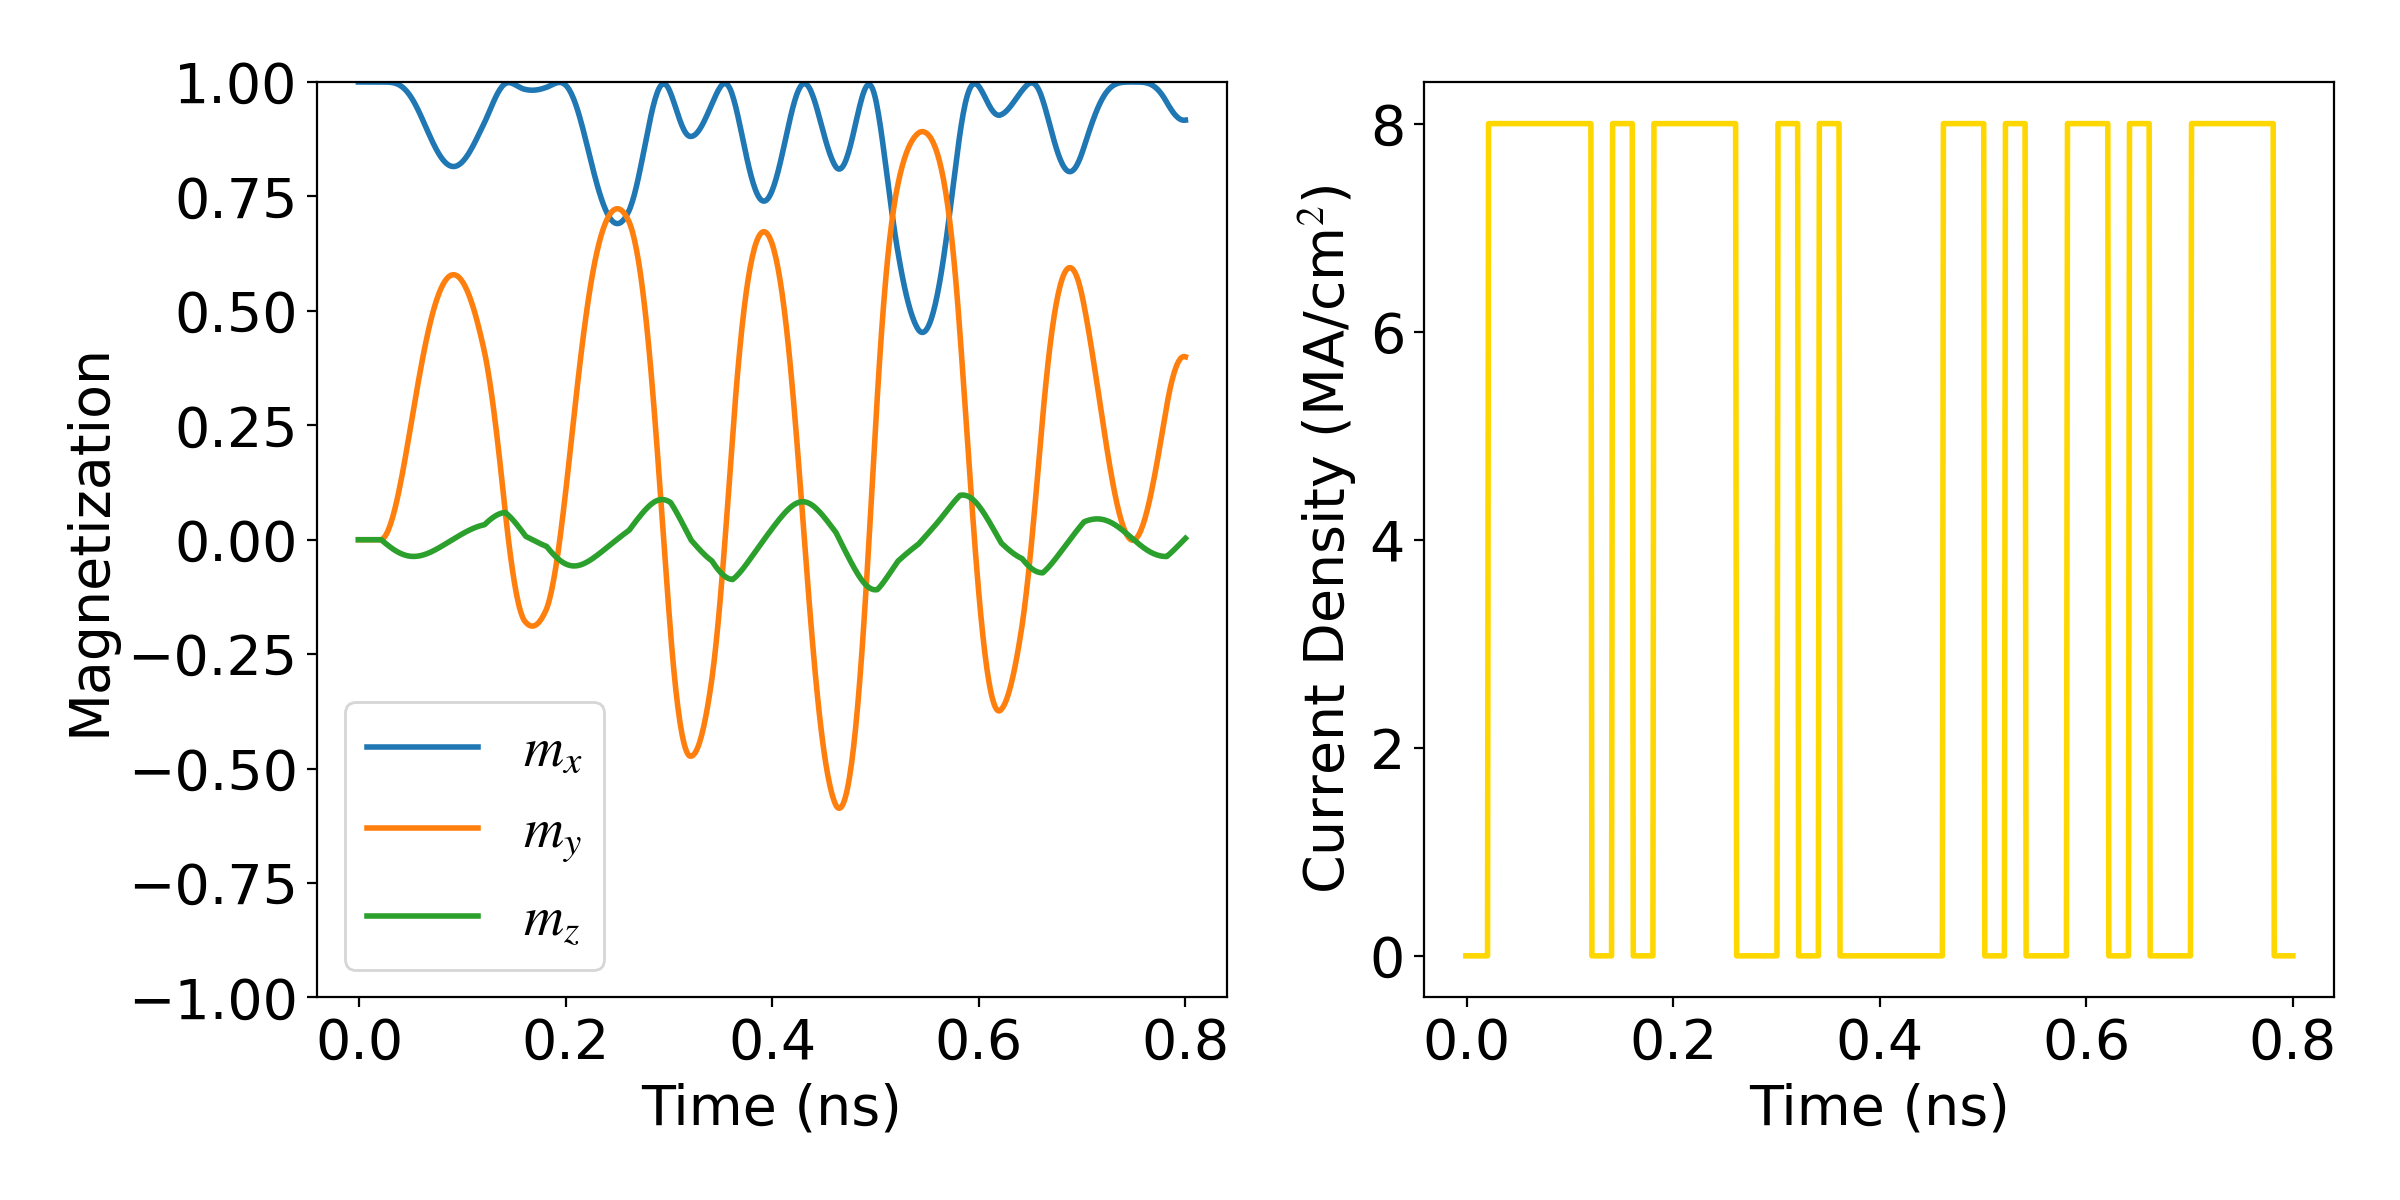 Magnetization
1.00
0.75
0.50
0.25
0.00
−0.25
−0.50
−0.75
−1.00
m_x
m_y
m_z
0.0 0.2 0.4 0.6 0.8
Time (ns)
Current Density (MA/cm²)
8
6
4
2
0
0.0 0.2 0.4 0.6 0.8
Time (ns)